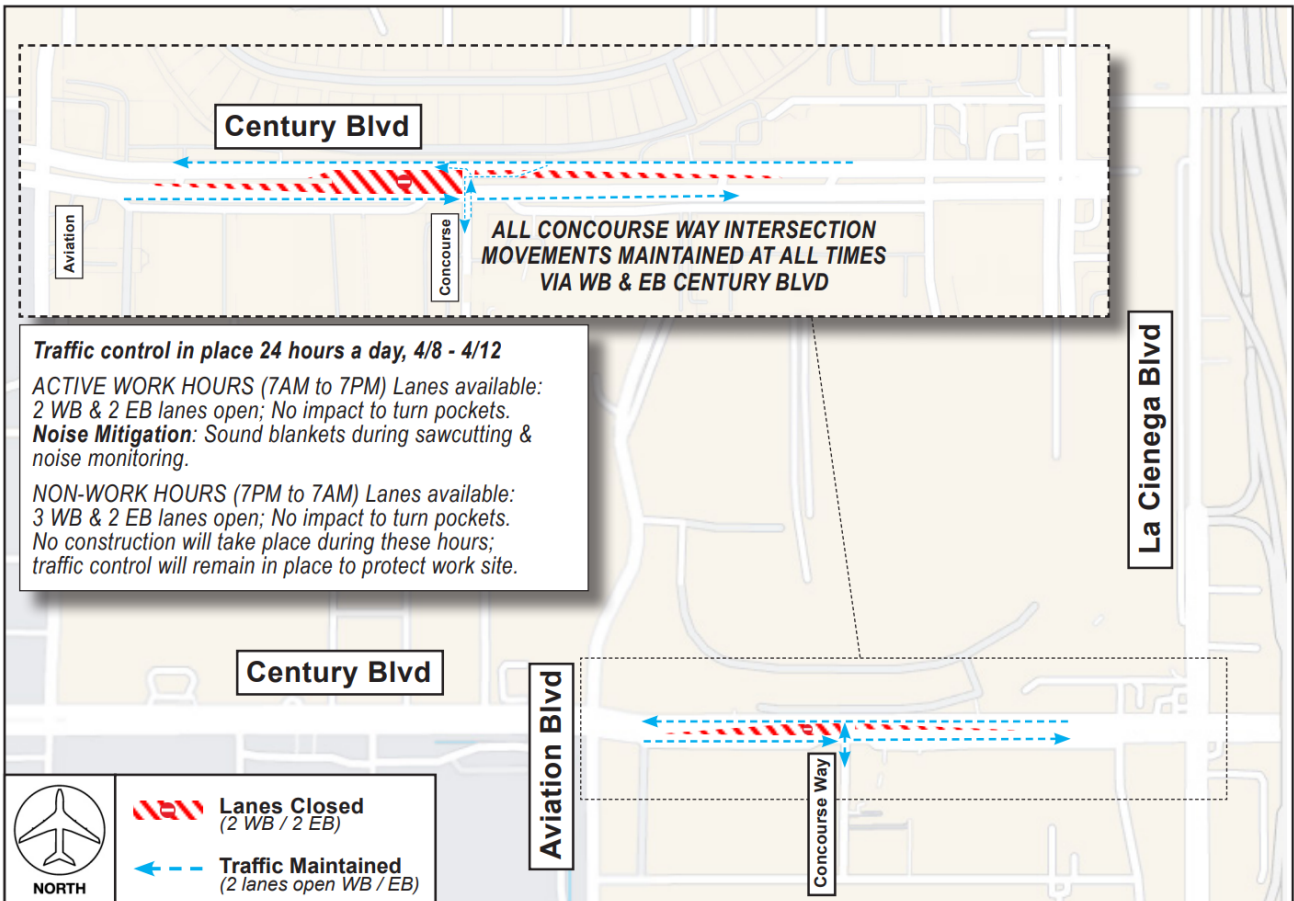 Century Blvd
Aviation
Concourse
ALL CONCOURSE WAY INTERSECTION
MOVEMENTS MAINTAINED AT ALL TIMES
VIA WB & EB CENTURY BLVD
Traffic control in place 24 hours a day, 4/8 - 4/12
ACTIVE WORK HOURS (7AM to 7PM) Lanes available:
2 WB & 2 EB lanes open; No impact to turn pockets.
Noise Mitigation: Sound blankets during sawcutting &
noise monitoring.
NON-WORK HOURS (7PM to 7AM) Lanes available:
3 WB & 2 EB lanes open; No impact to turn pockets.
No construction will take place during these hours;
traffic control will remain in place to protect work site.
La Cienega Blvd
Century Blvd
Aviation Blvd
Concourse Way
NORTH
Lanes Closed
(2 WB / 2 EB)
Traffic Maintained
(2 lanes open WB / EB)